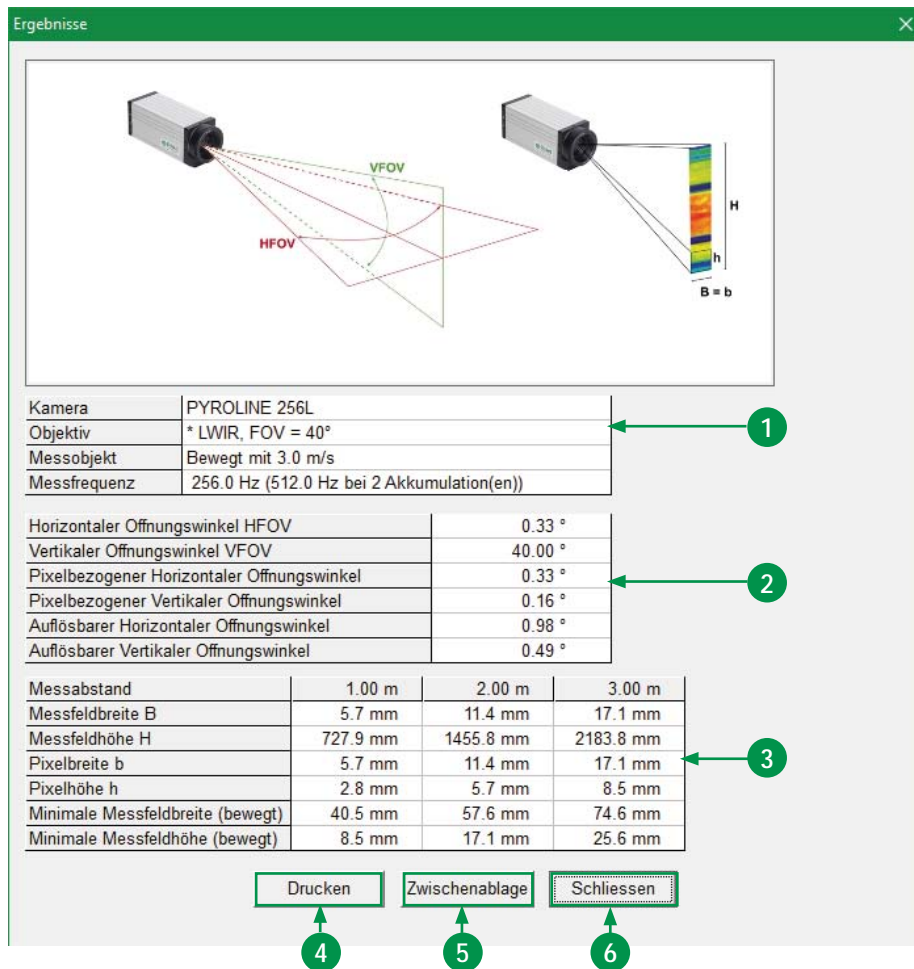 Ergebnisse
VFOV
HFOV
H
h
B = b
Kamera PYROLINE 256L
Objektiv * LWIR, FOV = 40°
Messobjekt Bewegt mit 3.0 m/s
Messfrequenz 256.0 Hz (512.0 Hz bei 2 Akkumulation(en))
1
Horizontaler Offnungswinkel HFOV 0.33 °
Vertikaler Offnungswinkel VFOV 40.00 °
Pixelbezogener Horizontaler Offnungswinkel 0.33 °
Pixelbezogener Vertikaler Offnungswinkel 0.16 °
Auflösbarer Horizontaler Offnungswinkel 0.98 °
Auflösbarer Vertikaler Offnungswinkel 0.49 °
2
Messabstand 1.00 m 2.00 m 3.00 m
Messfeldbreite B 5.7 mm 11.4 mm 17.1 mm
Messfeldhöhe H 727.9 mm 1455.8 mm 2183.8 mm
Pixelbreite b 5.7 mm 11.4 mm 17.1 mm
Pixelhöhe h 2.8 mm 5.7 mm 8.5 mm
Minimale Messfeldbreite (bewegt) 40.5 mm 57.6 mm 74.6 mm
Minimale Messfeldhöhe (bewegt) 8.5 mm 17.1 mm 25.6 mm
3
Drucken Zwischenablage Schliessen
4 5 6